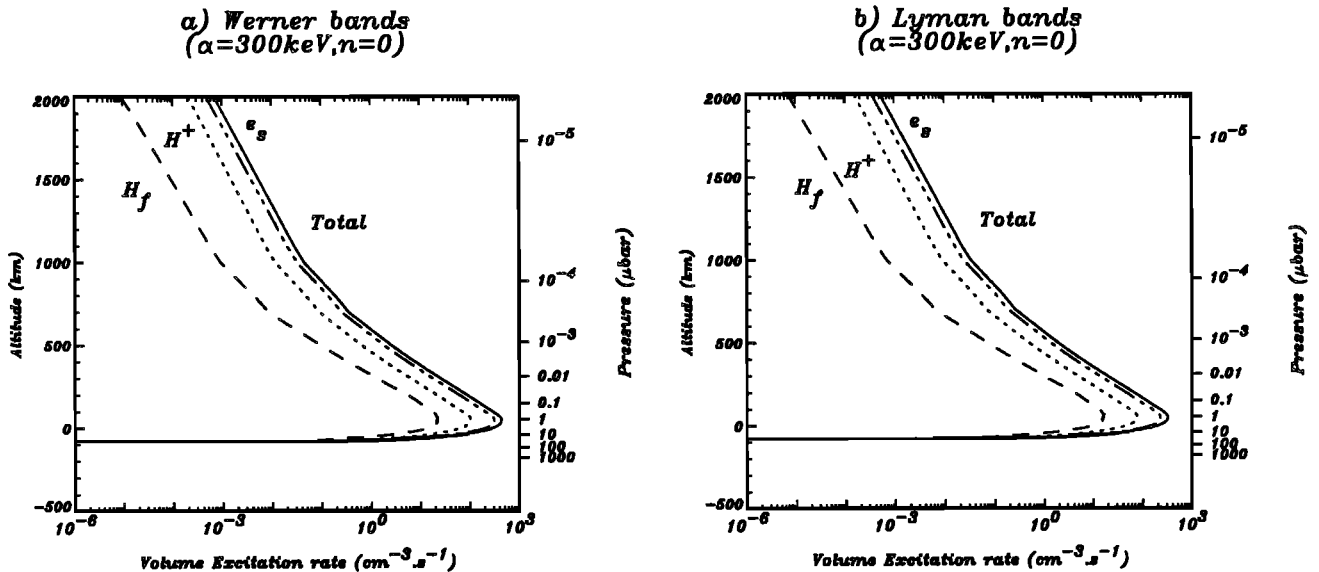 a) Werner bands
(α=300keV,n=0)
2000
1500
1000
500
0
−500
Altitude (km)
H_f
H^+
e_s
Total
10^−5
10^−4
10^−3
0.01
0.1
1
10
100
1000
Pressure (μbar)
10^−6
10^−3
10^0
10^3
Volume Excitation rate (cm^−3.s^−1)
b) Lyman bands
(α=300keV,n=0)
2000
1500
1000
500
0
−500
Altitude (km)
H_f
H^+
e_s
Total
10^−5
10^−4
10^−3
0.01
0.1
1
10
100
1000
Pressure (μbar)
10^−6
10^−3
10^0
10^3
Volume Excitation rate (cm^−3.s^−1)